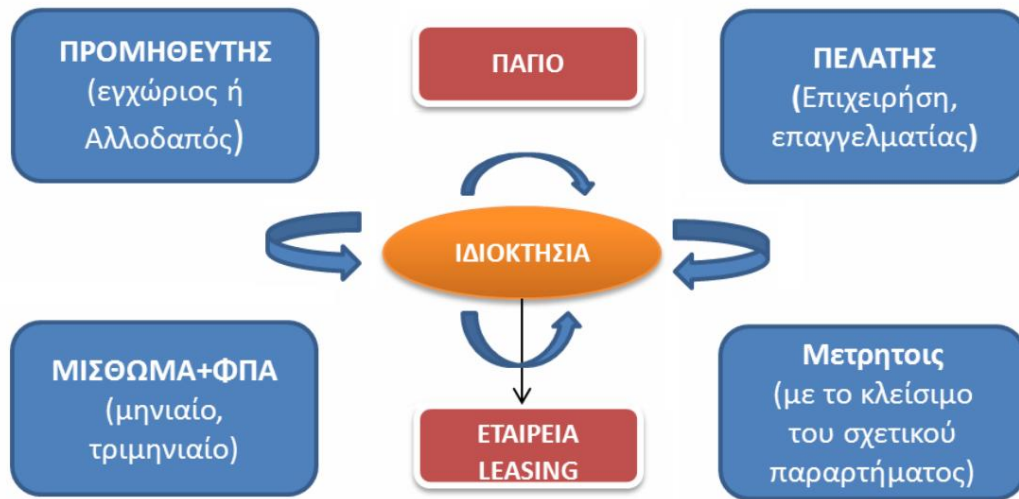 ΠΡΟΜΗΘΕΥΤΗΣ
(εγχώριος ή
Αλλοδαπός)
ΠΑΓΙΟ
ΠΕΛΑΤΗΣ
(Επιχειρήση,
επαγγελματίας)
ΙΔΙΟΚΤΗΣΙΑ
ΜΙΣΘΩΜΑ+ΦΠΑ
(μηνιαίο,
τριμηνιαίο)
ΕΤΑΙΡΕΙΑ
LEASING
Μετρητοις
(με το κλείσιμο
του σχετικού
παραρτήματος)